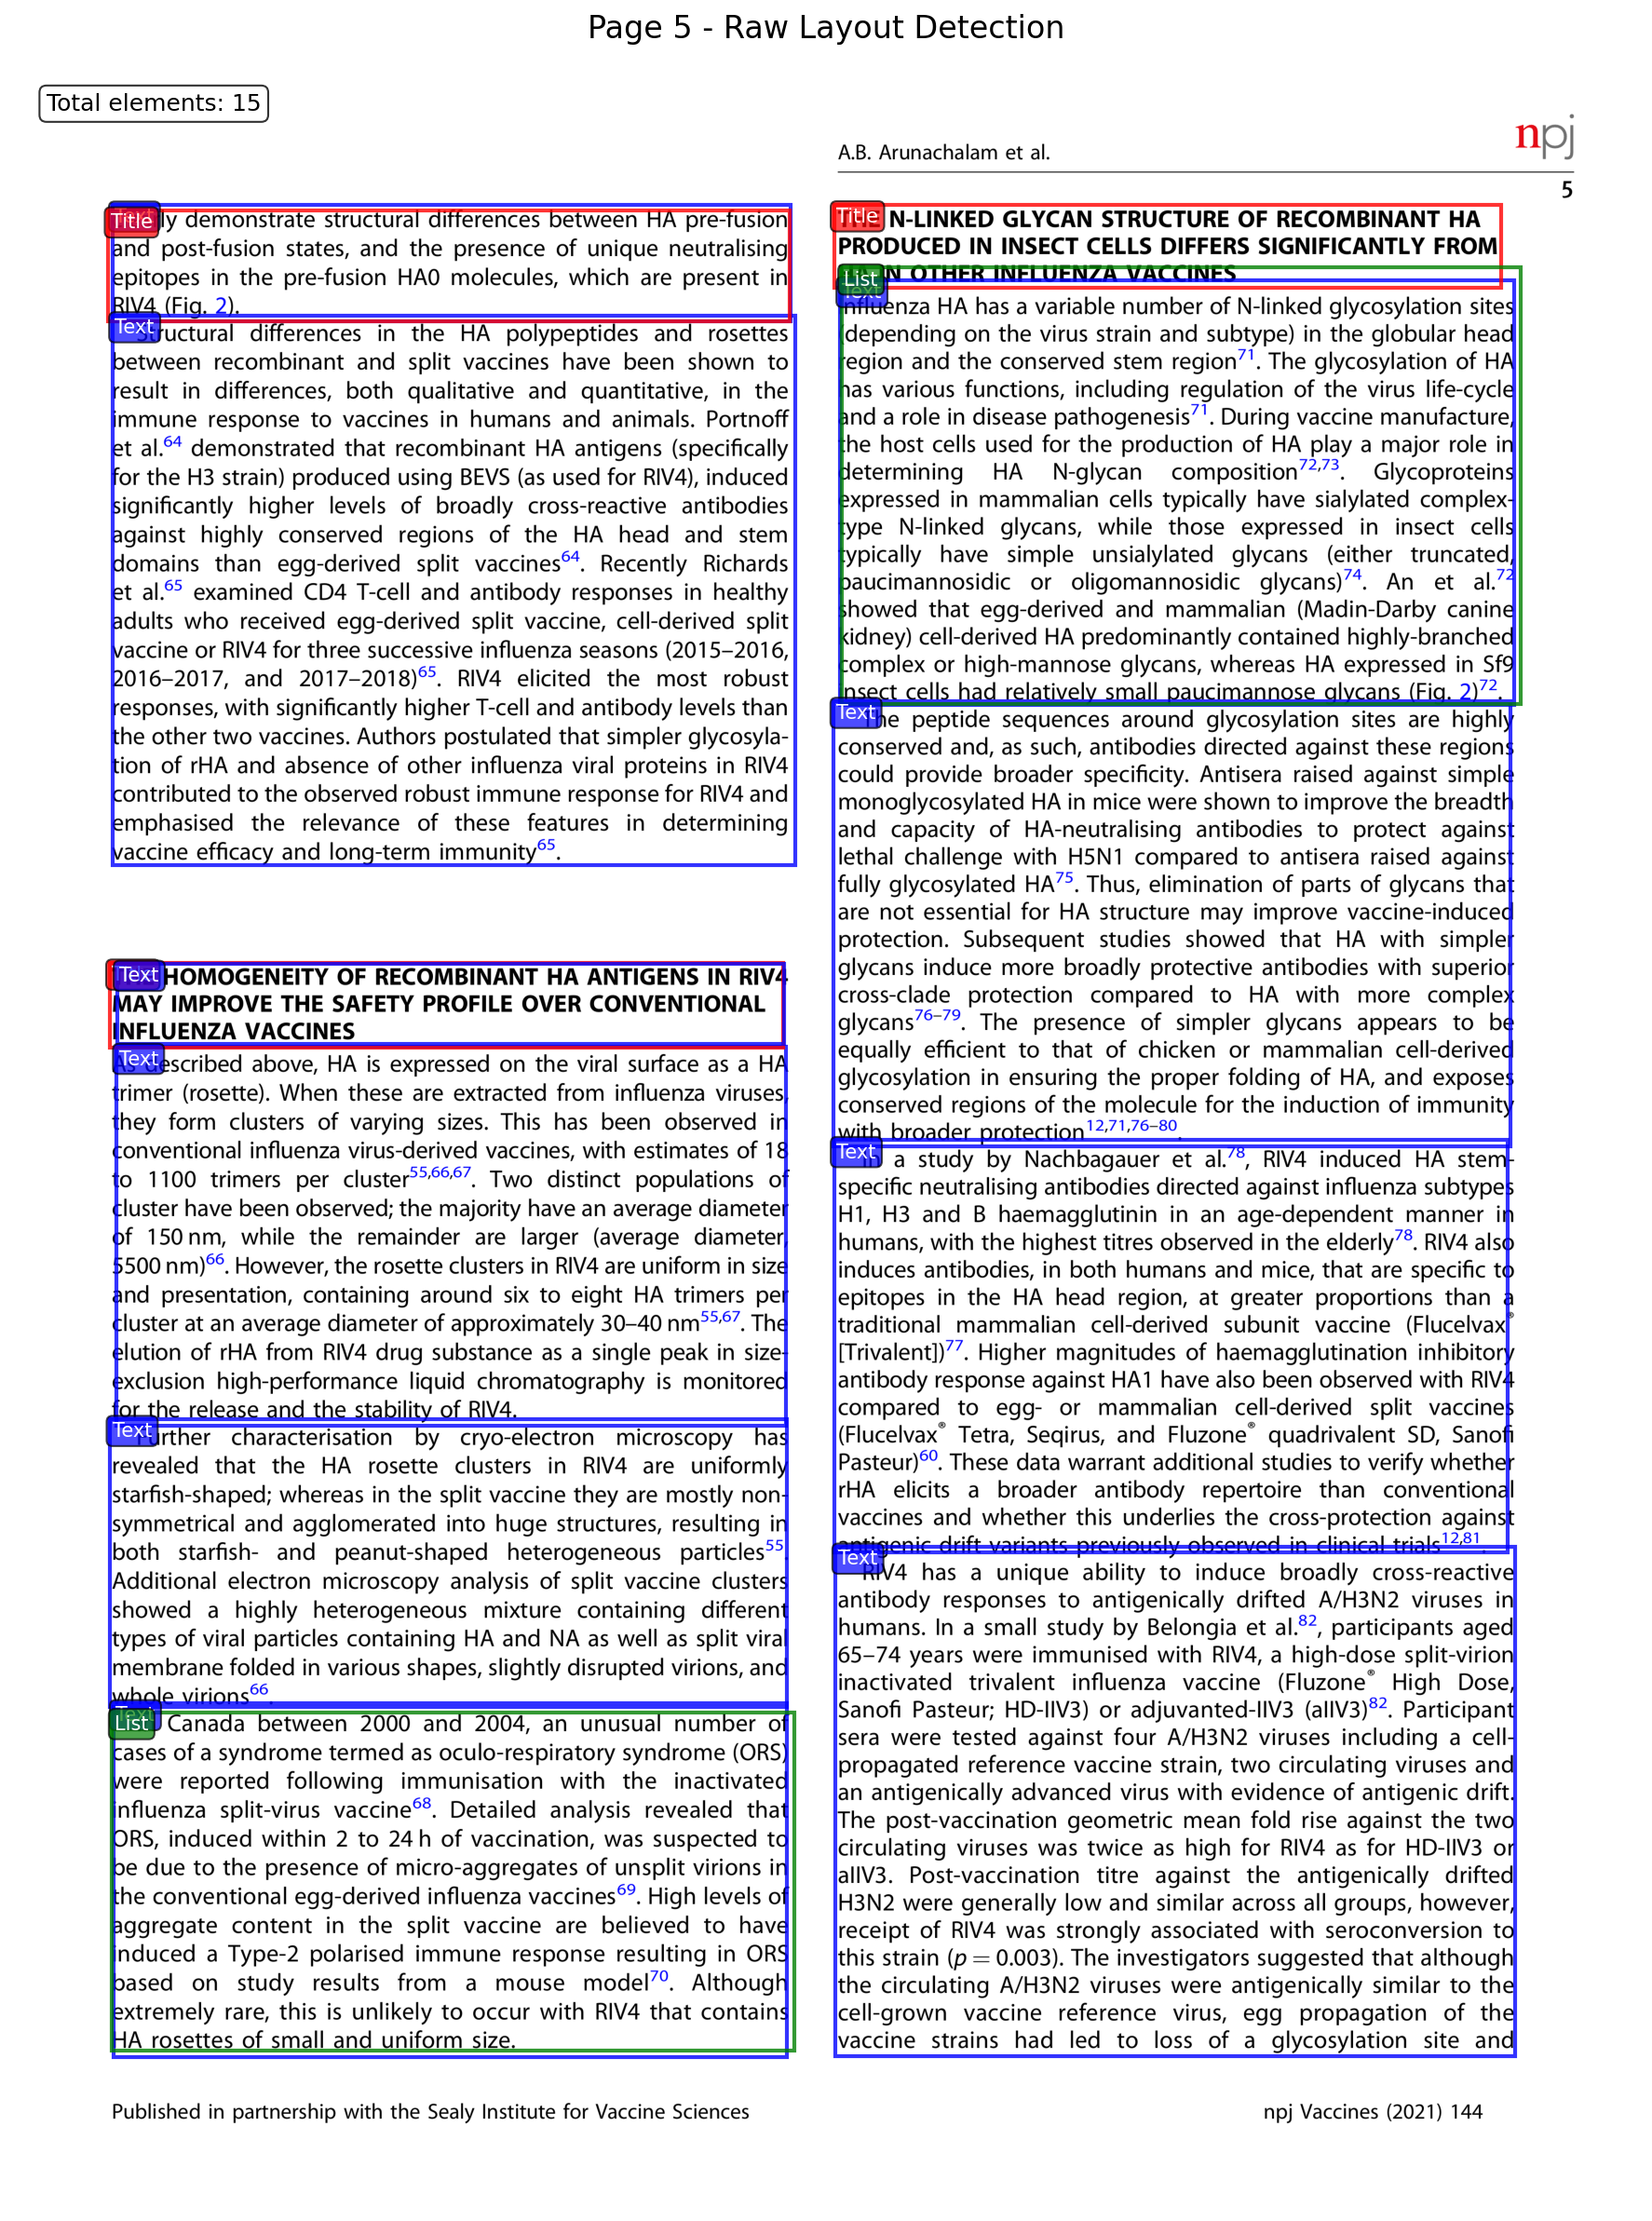 Page 5 - Raw Layout Detection
Total elements: 15
A.B. Arunachalam et al.
npj
5
Title
ly demonstrate structural differences between HA pre-fusion
and post-fusion states, and the presence of unique neutralising
epitopes in the pre-fusion HA0 molecules, which are present in
RIV4 (Fig. 2).
Text
Structural differences in the HA polypeptides and rosettes
between recombinant and split vaccines have been shown to
result in differences, both qualitative and quantitative, in the
immune response to vaccines in humans and animals. Portnoff
et al.64 demonstrated that recombinant HA antigens (specifically
for the H3 strain) produced using BEVS (as used for RIV4), induced
significantly higher levels of broadly cross-reactive antibodies
against highly conserved regions of the HA head and stem
domains than egg-derived split vaccines64. Recently Richards
et al.65 examined CD4 T-cell and antibody responses in healthy
adults who received egg-derived split vaccine, cell-derived split
vaccine or RIV4 for three successive influenza seasons (2015–2016,
2016–2017, and 2017–2018)65. RIV4 elicited the most robust
responses, with significantly higher T-cell and antibody levels than
the other two vaccines. Authors postulated that simpler glycosyla-
tion of rHA and absence of other influenza viral proteins in RIV4
contributed to the observed robust immune response for RIV4 and
emphasised the relevance of these features in determining
vaccine efficacy and long-term immunity65.
Text
HOMOGENEITY OF RECOMBINANT HA ANTIGENS IN RIV4
MAY IMPROVE THE SAFETY PROFILE OVER CONVENTIONAL
INFLUENZA VACCINES
Text
As described above, HA is expressed on the viral surface as a HA
trimer (rosette). When these are extracted from influenza viruses,
they form clusters of varying sizes. This has been observed in
conventional influenza virus-derived vaccines, with estimates of 18
to 1100 trimers per cluster55,66,67. Two distinct populations of
cluster have been observed; the majority have an average diameter
of 150 nm, while the remainder are larger (average diameter,
5500 nm)66. However, the rosette clusters in RIV4 are uniform in size
and presentation, containing around six to eight HA trimers per
cluster at an average diameter of approximately 30–40 nm55,67. The
elution of rHA from RIV4 drug substance as a single peak in size-
exclusion high-performance liquid chromatography is monitored
for the release and the stability of RIV4.
Text
Further characterisation by cryo-electron microscopy has
revealed that the HA rosette clusters in RIV4 are uniformly
starfish-shaped; whereas in the split vaccine they are mostly non-
symmetrical and agglomerated into huge structures, resulting in
both starfish- and peanut-shaped heterogeneous particles55.
Additional electron microscopy analysis of split vaccine clusters
showed a highly heterogeneous mixture containing different
types of viral particles containing HA and NA as well as split viral
membrane folded in various shapes, slightly disrupted virions, and
whole virions66.
Text
List
Canada between 2000 and 2004, an unusual number of
cases of a syndrome termed as oculo-respiratory syndrome (ORS)
were reported following immunisation with the inactivated
influenza split-virus vaccine68. Detailed analysis revealed that
ORS, induced within 2 to 24 h of vaccination, was suspected to
be due to the presence of micro-aggregates of unsplit virions in
the conventional egg-derived influenza vaccines69. High levels of
aggregate content in the split vaccine are believed to have
induced a Type-2 polarised immune response resulting in ORS
based on study results from a mouse model70. Although
extremely rare, this is unlikely to occur with RIV4 that contains
HA rosettes of small and uniform size.
Title
THE N-LINKED GLYCAN STRUCTURE OF RECOMBINANT HA
PRODUCED IN INSECT CELLS DIFFERS SIGNIFICANTLY FROM
N OTHER INFLUENZA VACCINES
List
Text
Influenza HA has a variable number of N-linked glycosylation sites
(depending on the virus strain and subtype) in the globular head
region and the conserved stem region71. The glycosylation of HA
has various functions, including regulation of the virus life-cycle
and a role in disease pathogenesis71. During vaccine manufacture,
the host cells used for the production of HA play a major role in
determining HA N-glycan composition72,73. Glycoproteins
expressed in mammalian cells typically have sialylated complex-
type N-linked glycans, while those expressed in insect cells
typically have simple unsialylated glycans (either truncated,
paucimannosidic or oligomannosidic glycans)74. An et al.72
showed that egg-derived and mammalian (Madin-Darby canine
kidney) cell-derived HA predominantly contained highly-branched
complex or high-mannose glycans, whereas HA expressed in Sf9
insect cells had relatively small paucimannose glycans (Fig. 2)72.
Text
The peptide sequences around glycosylation sites are highly
conserved and, as such, antibodies directed against these regions
could provide broader specificity. Antisera raised against simple
monoglycosylated HA in mice were shown to improve the breadth
and capacity of HA-neutralising antibodies to protect against
lethal challenge with H5N1 compared to antisera raised against
fully glycosylated HA75. Thus, elimination of parts of glycans that
are not essential for HA structure may improve vaccine-induced
protection. Subsequent studies showed that HA with simpler
glycans induce more broadly protective antibodies with superior
cross-clade protection compared to HA with more complex
glycans76–79. The presence of simpler glycans appears to be
equally efficient to that of chicken or mammalian cell-derived
glycosylation in ensuring the proper folding of HA, and exposes
conserved regions of the molecule for the induction of immunity
with broader protection12,71,76–80.
Text
In a study by Nachbagauer et al.78, RIV4 induced HA stem-
specific neutralising antibodies directed against influenza subtypes
H1, H3 and B haemagglutinin in an age-dependent manner in
humans, with the highest titres observed in the elderly78. RIV4 also
induces antibodies, in both humans and mice, that are specific to
epitopes in the HA head region, at greater proportions than a
traditional mammalian cell-derived subunit vaccine (Flucelvax®
[Trivalent])77. Higher magnitudes of haemagglutination inhibitory
antibody response against HA1 have also been observed with RIV4
compared to egg- or mammalian cell-derived split vaccines
(Flucelvax® Tetra, Seqirus, and Fluzone® quadrivalent SD, Sanofi
Pasteur)60. These data warrant additional studies to verify whether
rHA elicits a broader antibody repertoire than conventional
vaccines and whether this underlies the cross-protection against
antigenic drift variants previously observed in clinical trials12,81.
Text
RIV4 has a unique ability to induce broadly cross-reactive
antibody responses to antigenically drifted A/H3N2 viruses in
humans. In a small study by Belongia et al.82, participants aged
65–74 years were immunised with RIV4, a high-dose split-virion
inactivated trivalent influenza vaccine (Fluzone® High Dose,
Sanofi Pasteur; HD-IIV3) or adjuvanted-IIV3 (aIIV3)82. Participant
sera were tested against four A/H3N2 viruses including a cell-
propagated reference vaccine strain, two circulating viruses and
an antigenically advanced virus with evidence of antigenic drift.
The post-vaccination geometric mean fold rise against the two
circulating viruses was twice as high for RIV4 as for HD-IIV3 or
aIIV3. Post-vaccination titre against the antigenically drifted
H3N2 were generally low and similar across all groups, however,
receipt of RIV4 was strongly associated with seroconversion to
this strain (p = 0.003). The investigators suggested that although
the circulating A/H3N2 viruses were antigenically similar to the
cell-grown vaccine reference virus, egg propagation of the
vaccine strains had led to loss of a glycosylation site and
Published in partnership with the Sealy Institute for Vaccine Sciences
npj Vaccines (2021) 144